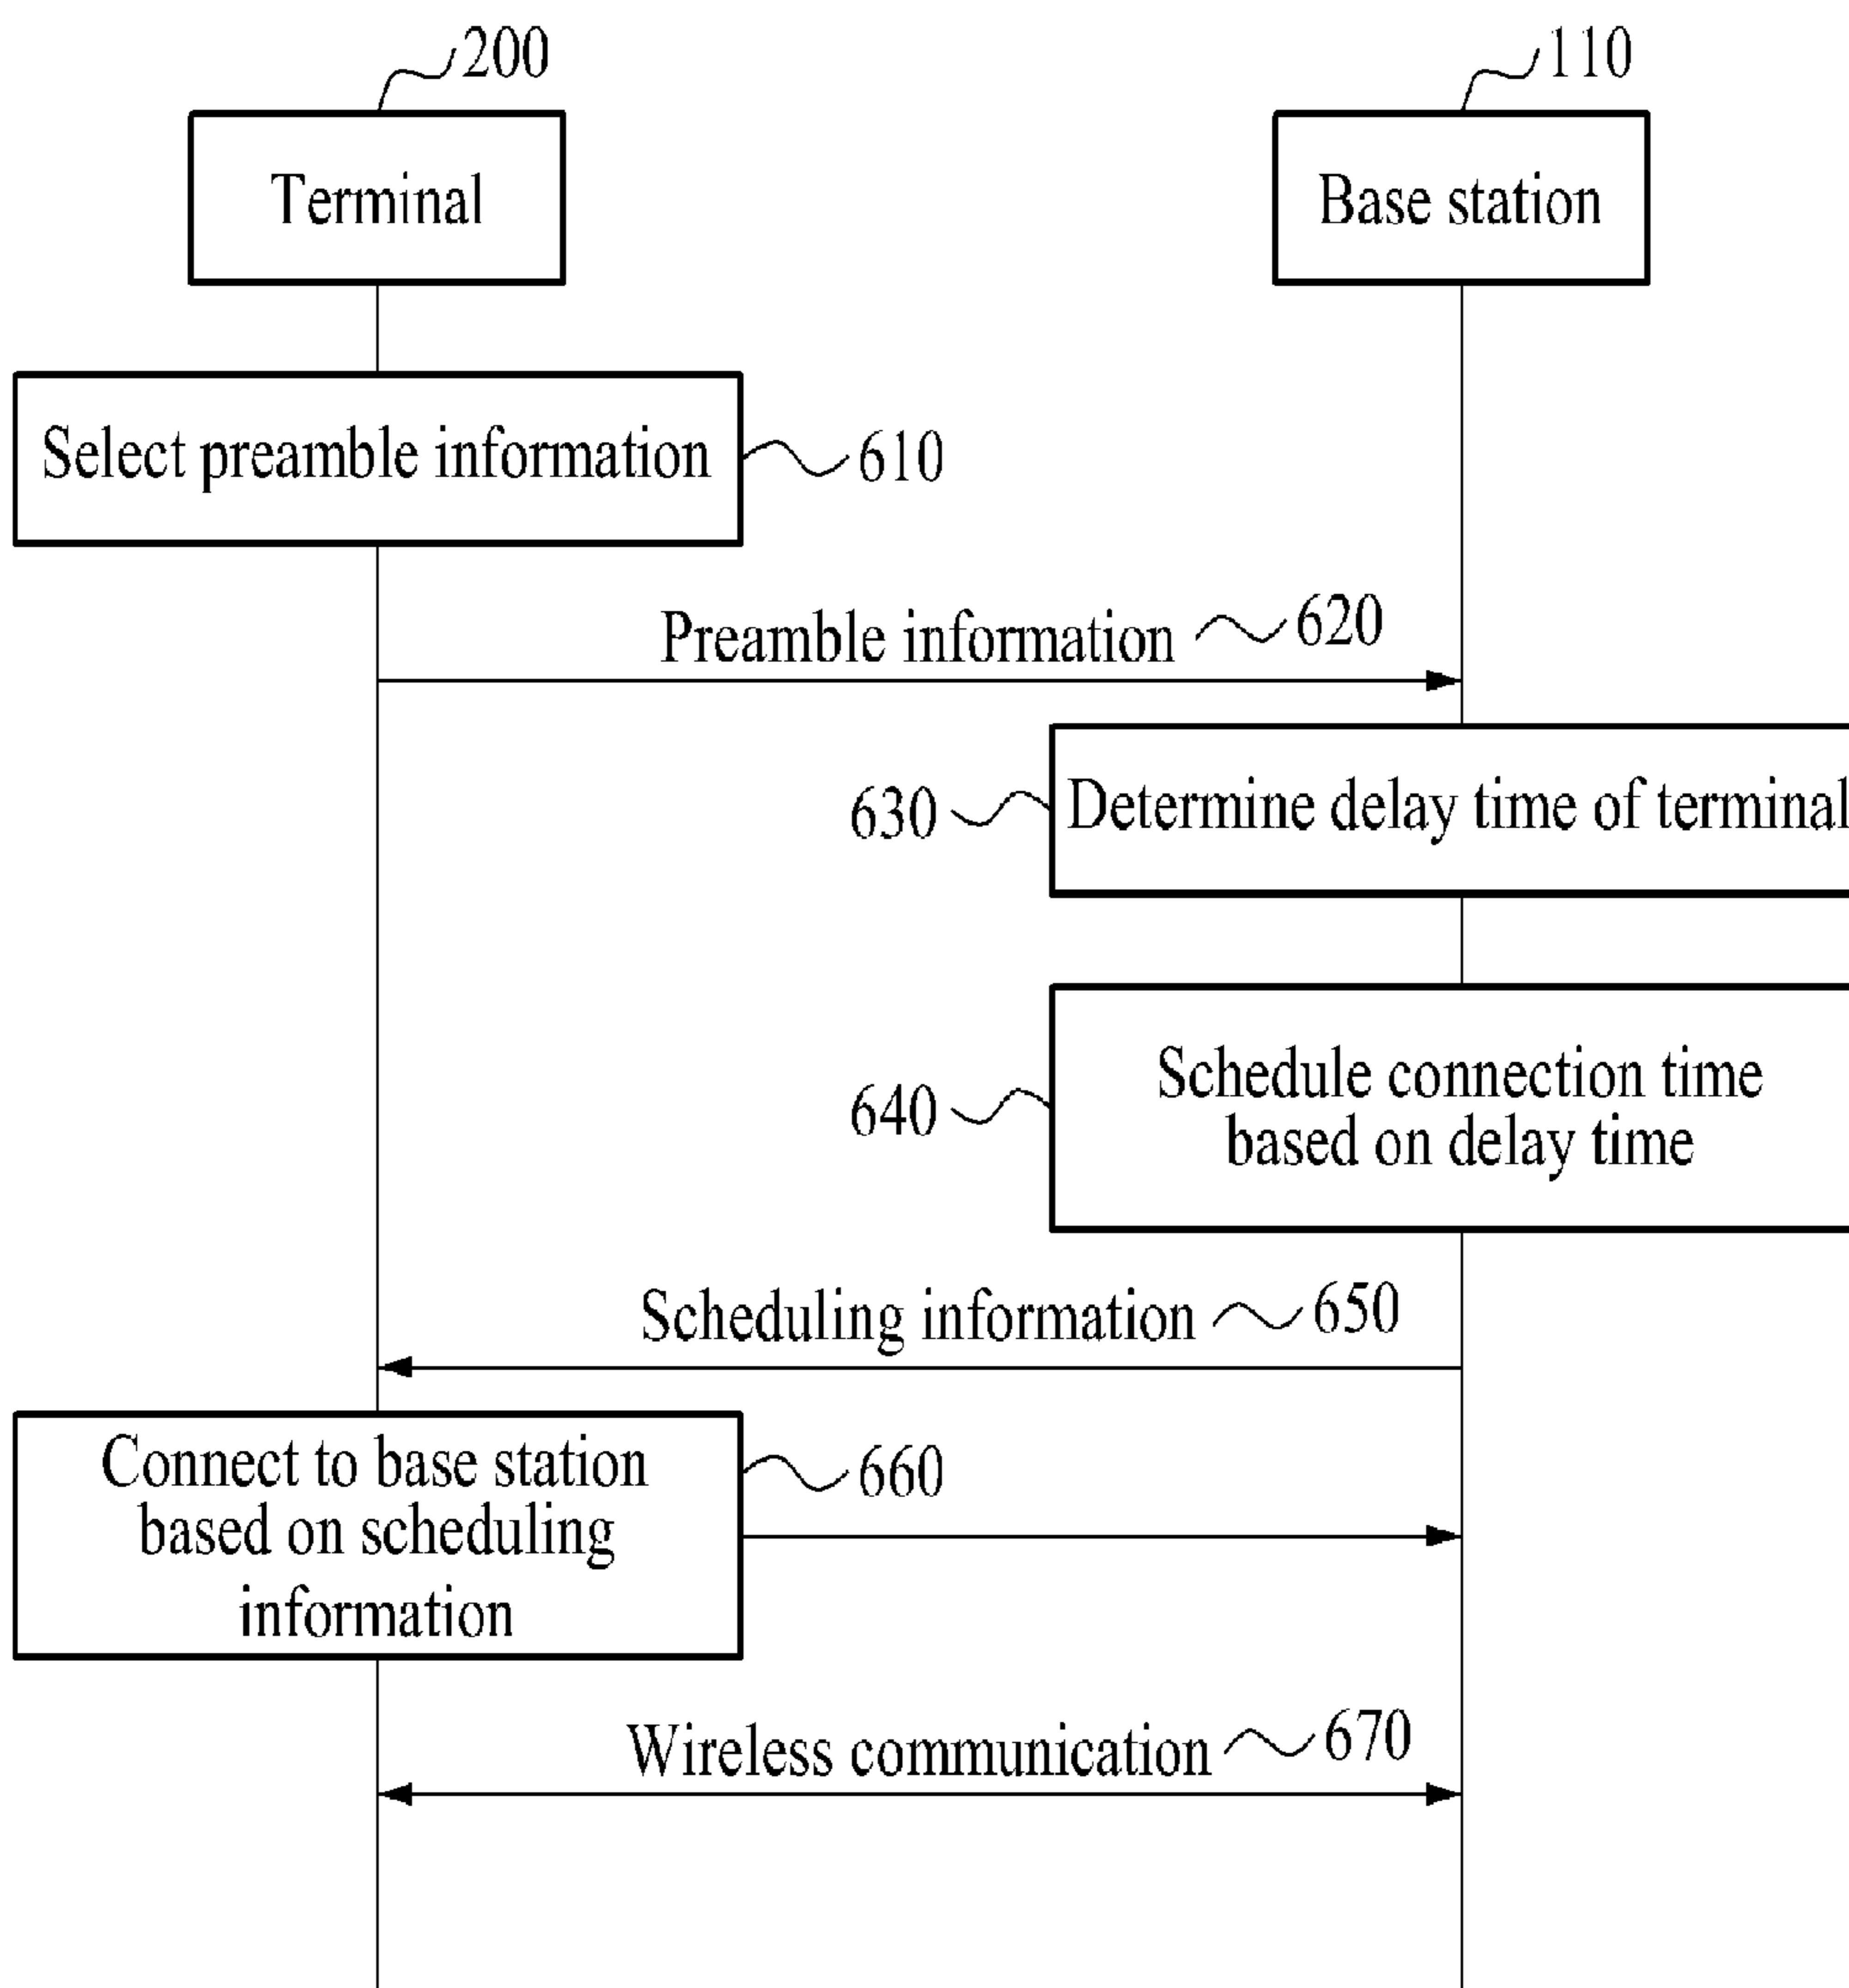 200
110
Terminal
Base station
Select preamble information
610
Preamble information
620
630
Determine delay time of terminal
640
Schedule connection time
based on delay time
Scheduling information
650
Connect to base station
based on scheduling
information
660
Wireless communication
670